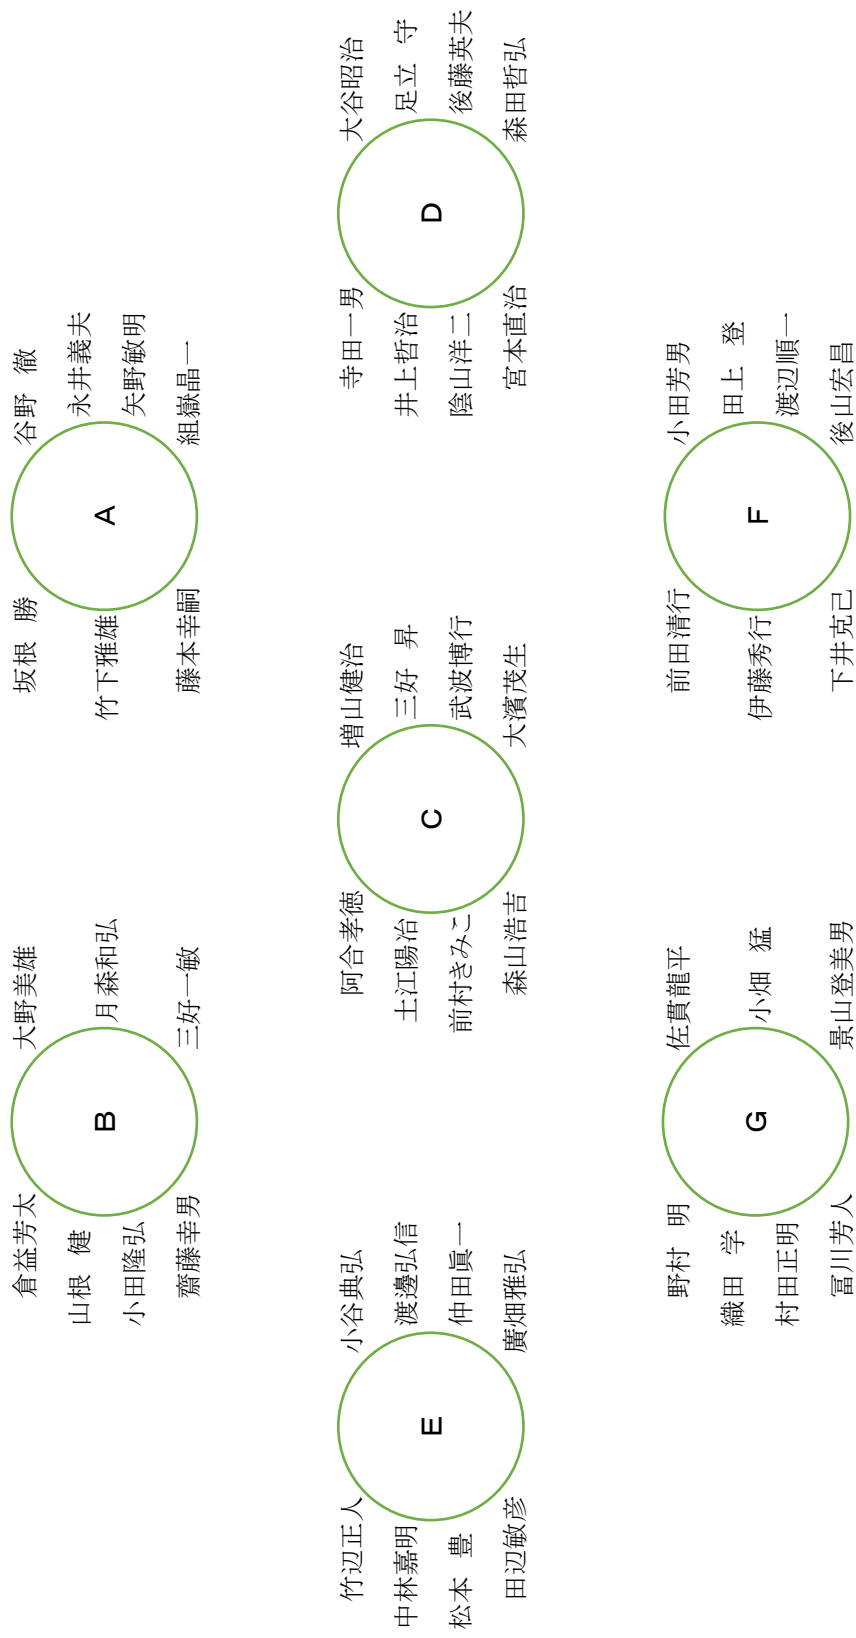 倉益芳太
山根 健
小田隆弘
齋藤幸男
B
大野美雄
月森和弘
三好一敏
坂根 勝
竹下雅雄
藤本幸嗣
A
谷野 徹
永井義夫
矢野敏明
組嶽晶一
竹辺正人
中林嘉明
松本 豊
田辺敏彦
E
小谷典弘
渡邊弘信
仲田眞一
廣畑雅弘
阿合孝徳
土江陽治
前村きみこ
森山浩吉
C
増山健治
三好 昇
武波博行
大濱茂生
寺田一男
井上哲治
陰山洋二
宮本直治
D
大谷昭治
足立 守
後藤英夫
森田哲弘
野村 明
織田 学
村田正明
冨川芳人
G
佐貫龍平
小畑 猛
景山登美男
前田清行
伊藤秀行
下井克己
F
小田芳男
田上 登
渡辺順一
後山宏昌